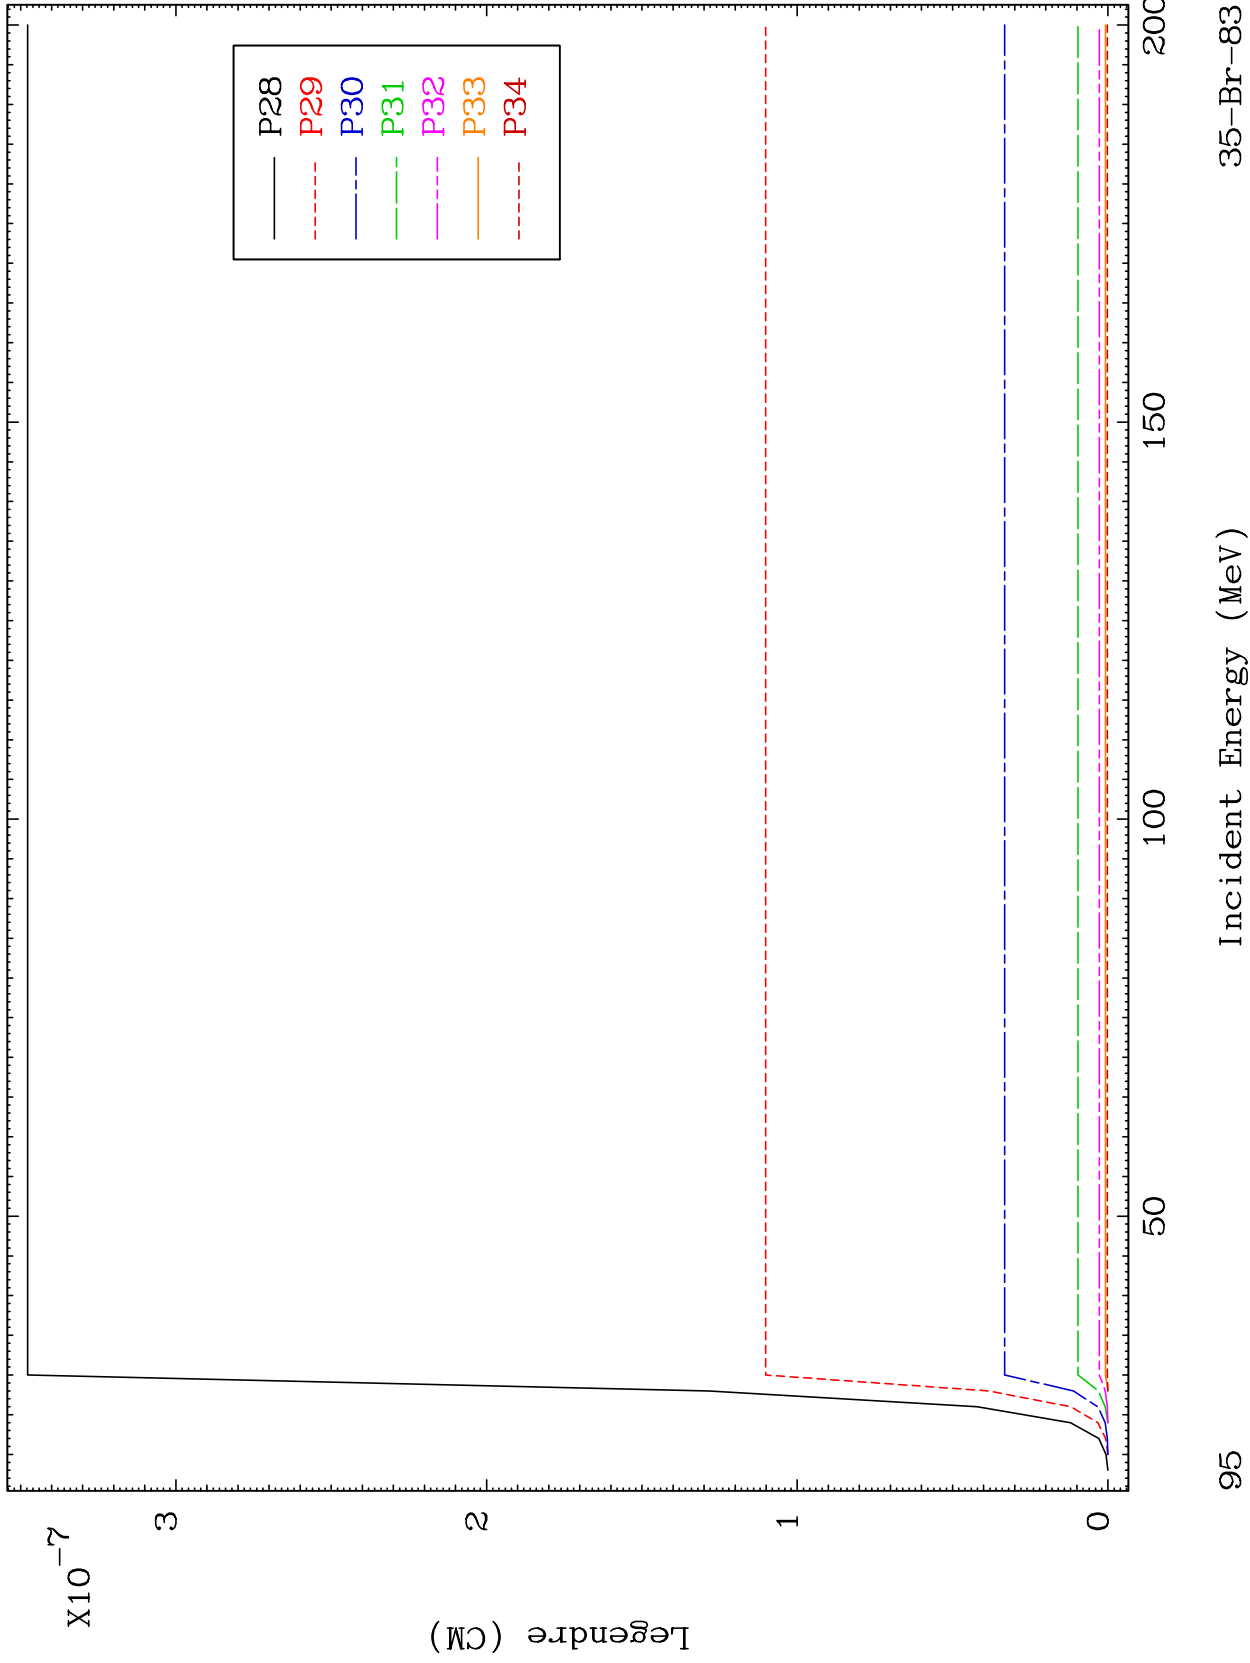 X10-7
3
2
1
0
Legendre (CM)
P28
P29
P30
P31
P32
P33
P34
50
100
150
200
Incident Energy (MeV)
95
35-Br-83